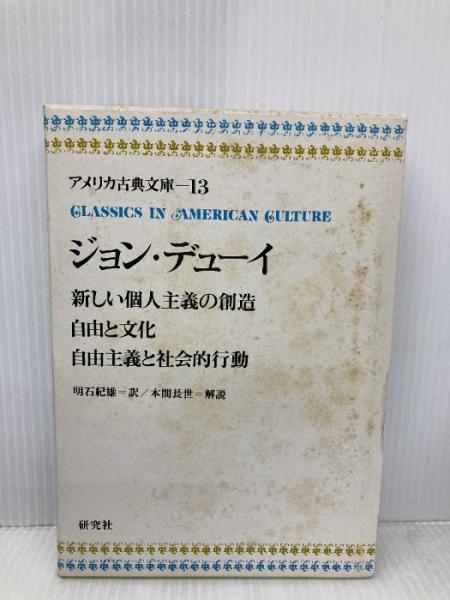 アメリカ古典文庫—13
CLASSICS IN AMERICAN CULTURE
ジョン・デューイ
新しい個人主義の創造
自由と文化
自由主義と社会的行動
明石紀雄=訳/本間長世=解説
研究社